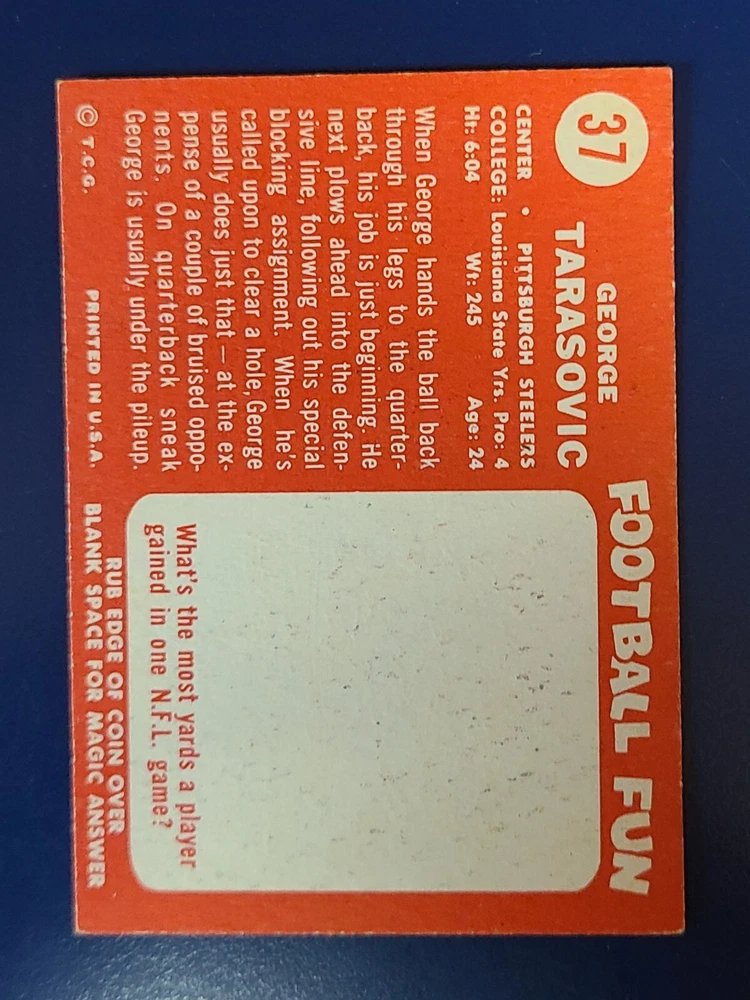 37
GEORGE
TARASOVIC
CENTER • PITTSBURGH STEELERS
COLLEGE: Louisiana State Yrs. Pro: 4
Ht: 6:04 Wt: 245 Age: 24
When George hands the ball back
through his legs to the quarter-
back, his job is just beginning. He
next plows ahead into the defen-
sive line, following out his special
blocking assignment. When he's
called upon to clear a hole, George
usually does just that — at the ex-
pense of a couple of bruised oppo-
nents. On quarterback sneak
George is usually under the pileup.
© T.C.G. PRINTED IN U.S.A.
FOOTBALL FUN
What's the most yards a player
gained in one N.F.L. game?
RUB EDGE OF COIN OVER
BLANK SPACE FOR MAGIC ANSWER